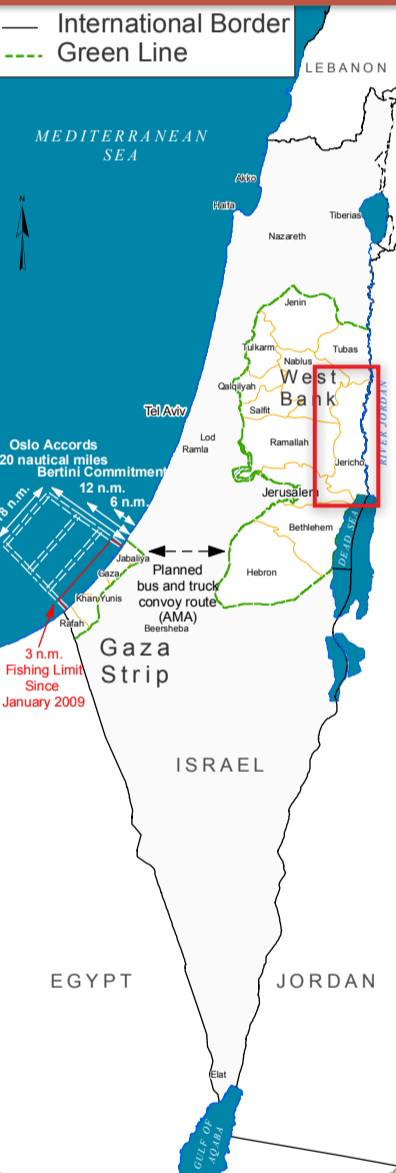 International Border
Green Line
LEBANON
MEDITERRANEAN
SEA
N
Akko
Haifa
Tiberias
Nazareth
Jenin
Tulkarm
Tubas
Nablus
Qalqilyah
West
Bank
Salfit
Tel Aviv
Lod
Ramla
Ramallah
Jericho
RIVER JORDAN
Oslo Accords
20 nautical miles
Bertini Commitment
12 n.m.
6 n.m.
8 n.m.
Jerusalem
Bethlehem
DEAD SEA
Jabaliya
Gaza
Hebron
Planned
bus and truck
convoy route
(AMA)
Khan Yunis
Beersheba
Rafah
Gaza
Strip
3 n.m.
Fishing Limit
Since
January 2009
ISRAEL
EGYPT
JORDAN
Elat
GULF OF
AQABA